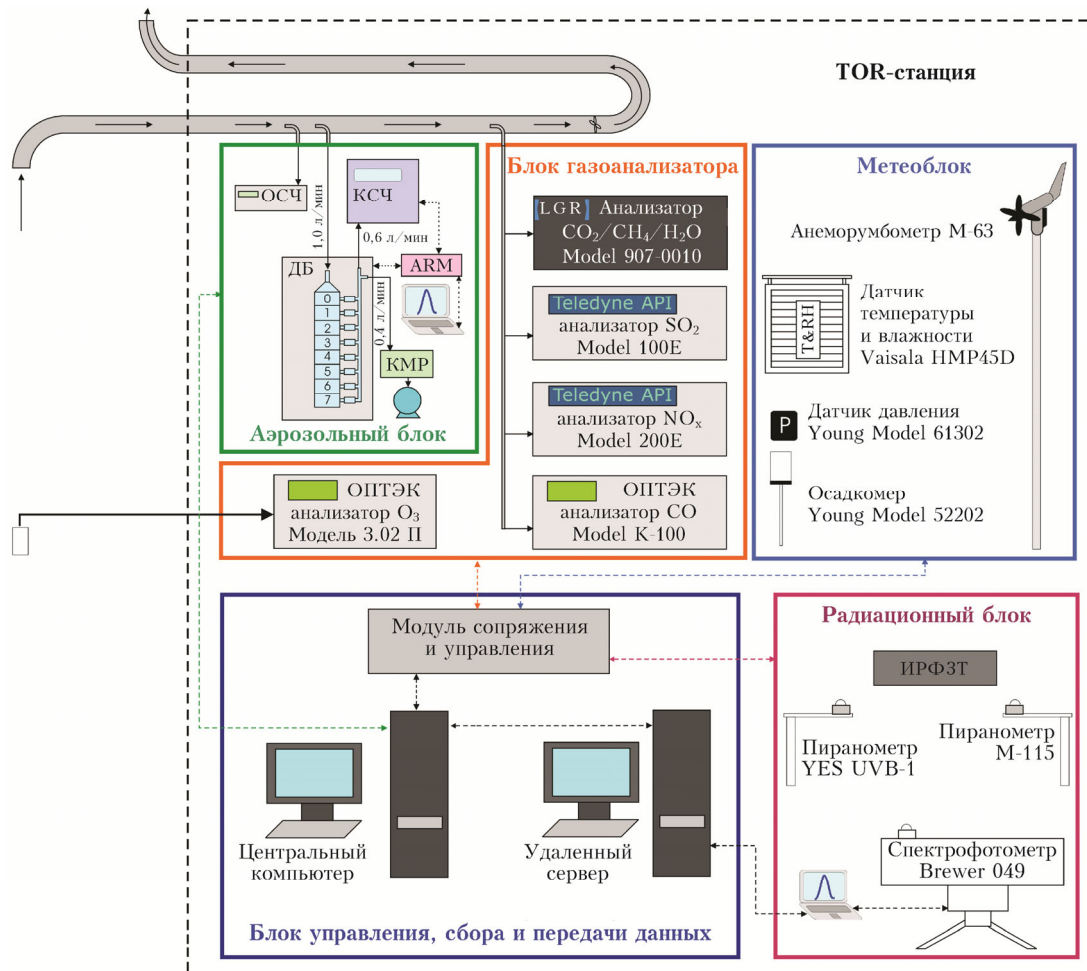 TOR-станция
Блок газоанализатора
Метеоблок
ОСЧ
КСЧ
1,0 л/мин
0,6 л/мин
ДБ
ARM
0
1
2
3
4
5
6
7
0,4 л/мин
КМР
Аэрозольный блок
[LGR] Анализатор
CO₂/CH₄/H₂O
Model 907-0010
Teledyne API
анализатор SO₂
Model 100E
Teledyne API
анализатор NOₓ
Model 200E
ОПТЭК
анализатор O₃
Модель 3.02 П
ОПТЭК
анализатор CO
Model K-100
Анеморумбометр М-63
T&RH
Датчик
температуры
и влажности
Vaisala HMP45D
P
Датчик давления
Young Model 61302
Осадкомер
Young Model 52202
Модуль сопряжения
и управления
Центральный
компьютер
Удаленный
сервер
Блок управления, сбора и передачи данных
Радиационный блок
ИРФЗТ
Пиранометр
YES UVB-1
Пиранометр
М-115
Спектрофотометр
Brewer 049